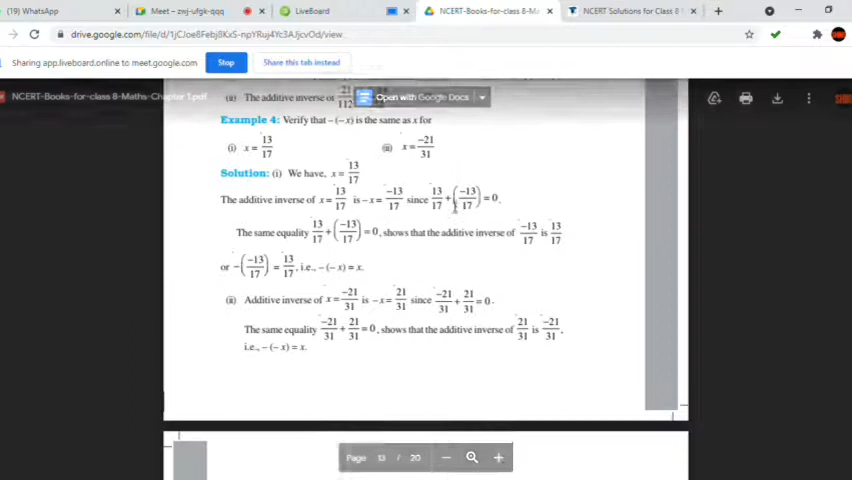 (19) WhatsApp
Meet – zwj-ufgk-qqq
LiveBoard
NCERT-Books-for-class 8-Ma
NCERT Solutions for Class 8
drive.google.com/file/d/1jCJoe8Febj8KxS-npYRuj4Yc3AJjcvOd/view
Sharing app.liveboard.online to meet.google.com
Stop
Share this tab instead
NCERT-Books-for-class 8-Maths-Chapter 1.pdf
Open with Google Docs
(ii) The additive inverse of 21/112
Example 4: Verify that – (– x) is the same as x for
(i) x = 13/17 (ii) x = –21/31
Solution: (i) We have, x = 13/17
The additive inverse of x = 13/17 is – x = –13/17 since 13/17 + (–13/17) = 0.
The same equality 13/17 + (–13/17) = 0, shows that the additive inverse of –13/17 is 13/17
or –(–13/17) = 13/17, i.e., – (– x) = x.
(ii) Additive inverse of x = –21/31 is – x = 21/31 since –21/31 + 21/31 = 0.
The same equality –21/31 + 21/31 = 0, shows that the additive inverse of 21/31 is –21/31,
i.e., – (– x) = x.
Page 13 / 20